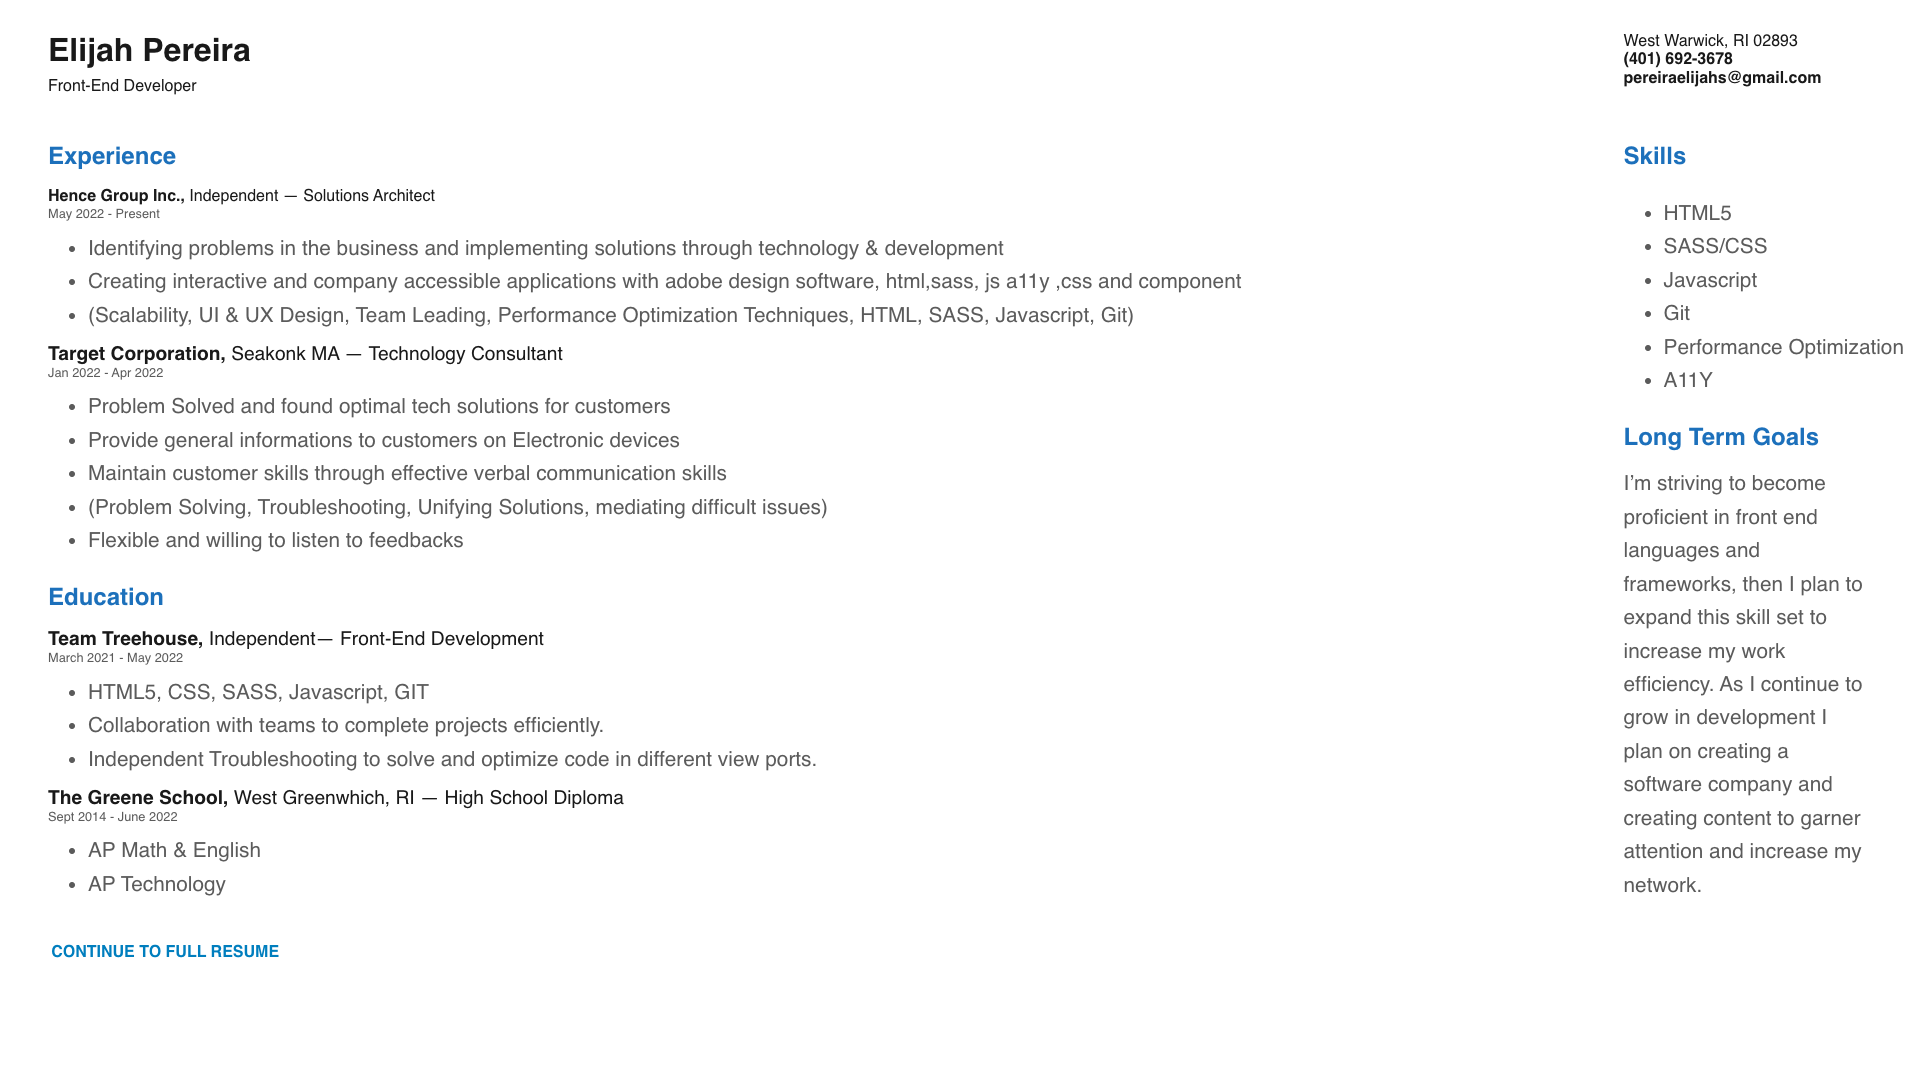 Elijah Pereira
Front-End Developer
West Warwick, RI 02893
(401) 692-3678
pereiraelijahs@gmail.com
Experience
Hence Group Inc., Independent — Solutions Architect
May 2022 - Present
Identifying problems in the business and implementing solutions through technology & development
Creating interactive and company accessible applications with adobe design software, html,sass, js a11y ,css and component
(Scalability, UI & UX Design, Team Leading, Performance Optimization Techniques, HTML, SASS, Javascript, Git)
Target Corporation, Seakonk MA — Technology Consultant
Jan 2022 - Apr 2022
Problem Solved and found optimal tech solutions for customers
Provide general informations to customers on Electronic devices
Maintain customer skills through effective verbal communication skills
(Problem Solving, Troubleshooting, Unifying Solutions, mediating difficult issues)
Flexible and willing to listen to feedbacks
Education
Team Treehouse, Independent— Front-End Development
March 2021 - May 2022
HTML5, CSS, SASS, Javascript, GIT
Collaboration with teams to complete projects efficiently.
Independent Troubleshooting to solve and optimize code in different view ports.
The Greene School, West Greenwhich, RI — High School Diploma
Sept 2014 - June 2022
AP Math & English
AP Technology
CONTINUE TO FULL RESUME
Skills
HTML5
SASS/CSS
Javascript
Git
Performance Optimization
A11Y
Long Term Goals
I’m striving to become
proficient in front end
languages and
frameworks, then I plan to
expand this skill set to
increase my work
efficiency. As I continue to
grow in development I
plan on creating a
software company and
creating content to garner
attention and increase my
network.